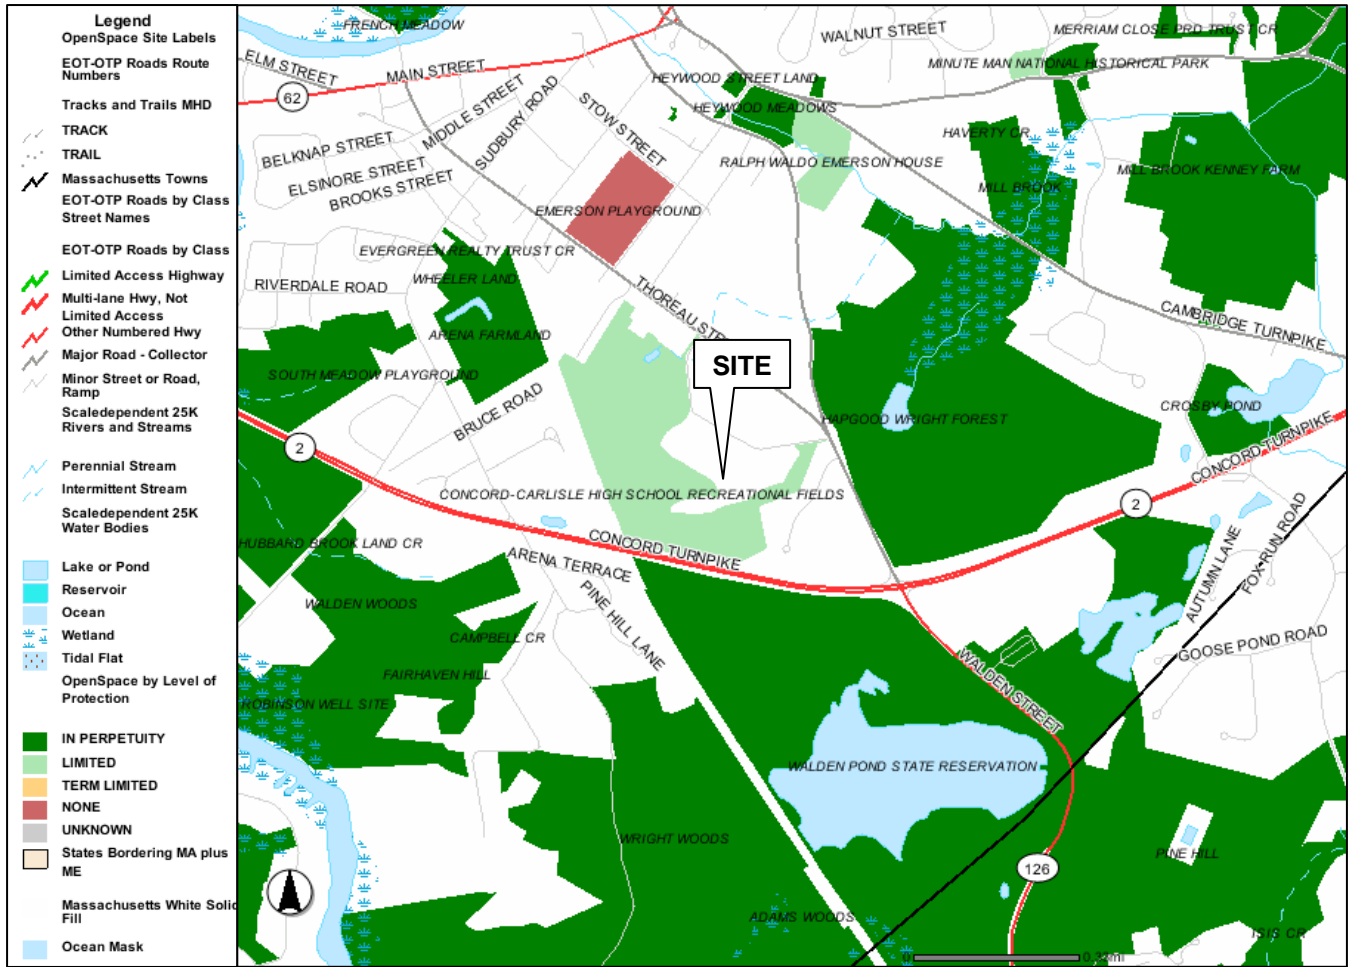 Legend
OpenSpace Site Labels
EOT-OTP Roads Route
Numbers
Tracks and Trails MHD
TRACK
TRAIL
Massachusetts Towns
EOT-OTP Roads by Class
Street Names
EOT-OTP Roads by Class
Limited Access Highway
Multi-lane Hwy, Not
Limited Access
Other Numbered Hwy
Major Road - Collector
Minor Street or Road,
Ramp
Scaledependent 25K
Rivers and Streams
Perennial Stream
Intermittent Stream
Scaledependent 25K
Water Bodies
Lake or Pond
Reservoir
Ocean
Wetland
Tidal Flat
OpenSpace by Level of
Protection
IN PERPETUITY
LIMITED
TERM LIMITED
NONE
UNKNOWN
States Bordering MA plus
ME
Massachusetts White Solid
Fill
Ocean Mask
FRENCH MEADOW
WALNUT STREET
MERRIAM CLOSE PRD TRUST CR
ELM STREET
MAIN STREET
62
HEYWOOD STREET LAND
MINUTE MAN NATIONAL HISTORICAL PARK
MIDDLE STREET
SUDBURY ROAD
STOW STREET
HEYWOOD MEADOWS
HAVERTY CR
BELKNAP STREET
ELSINORE STREET
BROOKS STREET
RALPH WALDO EMERSON HOUSE
MILL BROOK
MILL BROOK KENNEY FARM
EMERSON PLAYGROUND
EVERGREEN REALTY TRUST CR
WHEELER LAND
RIVERDALE ROAD
THOREAU STR
CAMBRIDGE TURNPIKE
ARENA FARMLAND
SITE
SOUTH MEADOW PLAYGROUND
BRUCE ROAD
HAPGOOD WRIGHT FOREST
CROSBY POND
2
CONCORD TURNPIKE
CONCORD-CARLISLE HIGH SCHOOL RECREATIONAL FIELDS
2
HUBBARD BROOK LAND CR
CONCORD TURNPIKE
ARENA TERRACE
AUTUMN LANE
FOX-RUN ROAD
WALDEN WOODS
PINE HILL LANE
CAMPBELL CR
GOOSE POND ROAD
FAIRHAVEN HILL
WALDEN STREET
ROBINSON WELL SITE
WALDEN POND STATE RESERVATION
WRIGHT WOODS
PINE HILL
126
ADAMS WOODS
ISIS CR
0